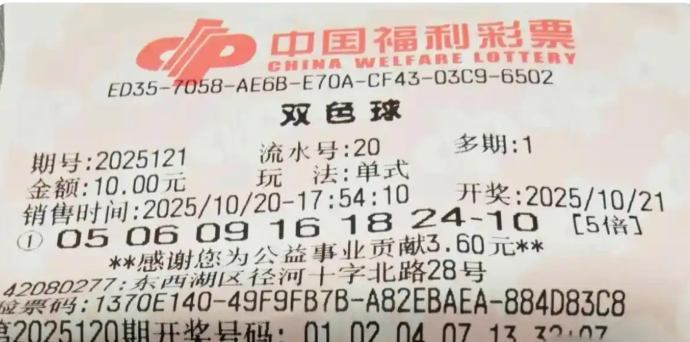 中国福利彩票
CHINA WELFARE LOTTERY
ED35-7058-AE6B-E70A-CF43-03C9-6502
双色球
期号:2025121 流水号:20 多期:1
金额:10.00元 玩 法:单式
销售时间:2025/10/20-17:54:10 开奖:2025/10/21
① 05 06 09 16 18 24-10 [5倍]
**感谢您为公益事业贡献3.60元**
42080277:东西湖区径河十字北路28号
验票码:1370E140-49F9FB7B-A82EBAEA-884D83C8
第2025120期开奖号码: 01 02 04 07 13 32:07